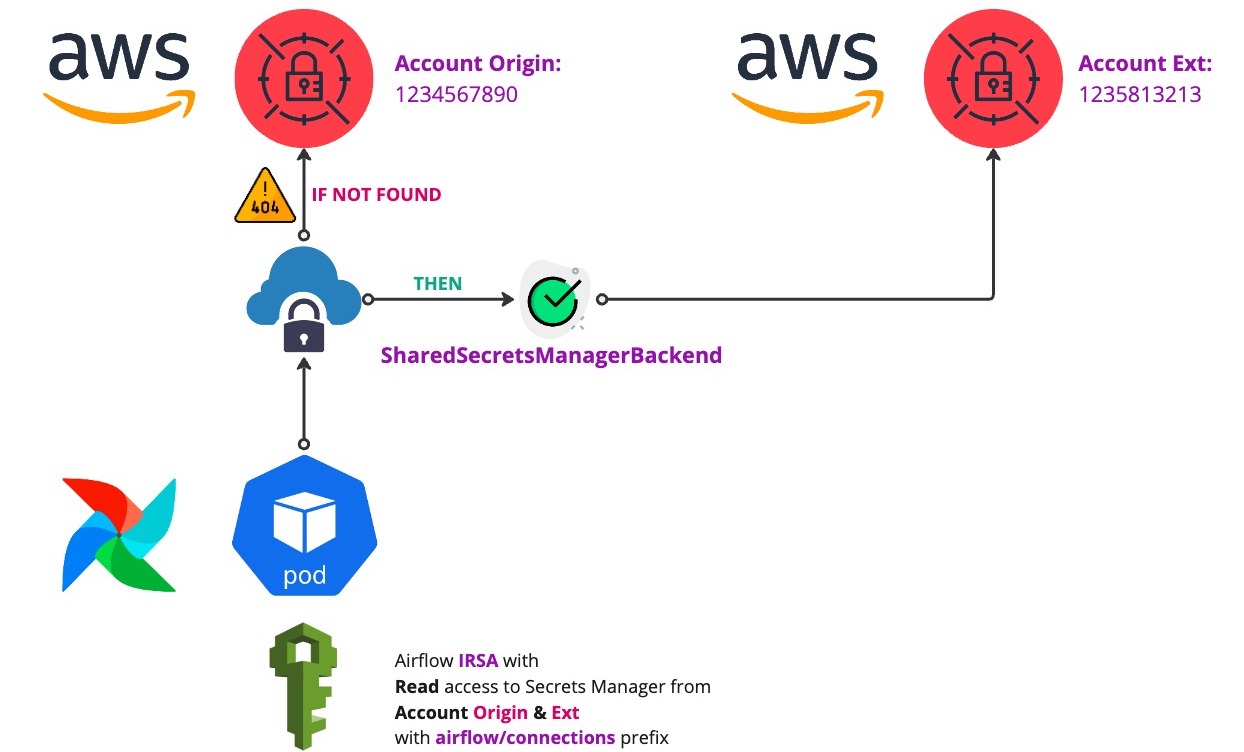 aws
Account Origin:
1234567890
aws
Account Ext:
1235813213
!
404
IF NOT FOUND
THEN
SharedSecretsManagerBackend
pod
Airflow IRSA with
Read access to Secrets Manager from
Account Origin & Ext
with airflow/connections prefix